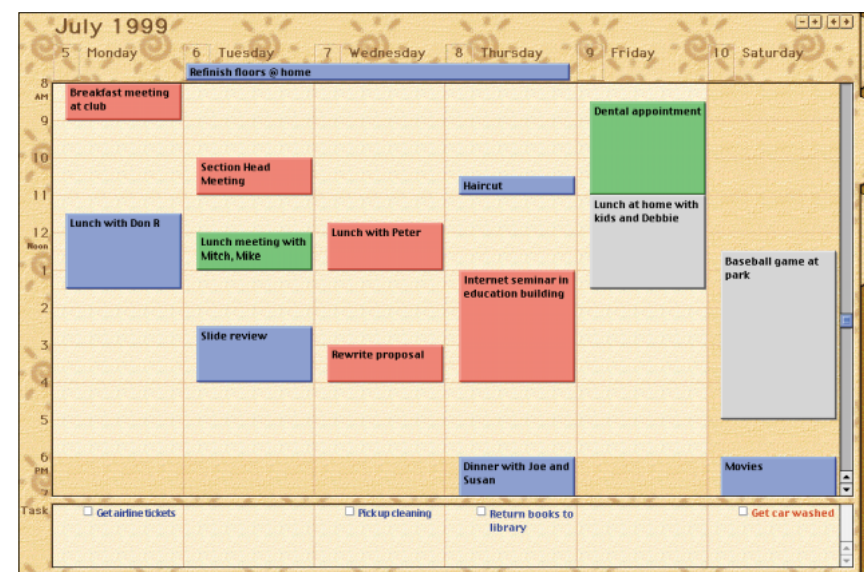 July 1999
5 Monday 6 Tuesday 7 Wednesday 8 Thursday 9 Friday 10 Saturday
Refinish floors @ home
8
AM
9
10
11
12
Noon
1
2
3
4
5
6
PM
7
Breakfast meeting
at club
Lunch with Don R
Section Head
Meeting
Lunch meeting with
Mitch, Mike
Slide review
Lunch with Peter
Rewrite proposal
Haircut
Internet seminar in
education building
Dinner with Joe and
Susan
Dental appointment
Lunch at home with
kids and Debbie
Baseball game at
park
Movies
Task
Get airline tickets
Pick up cleaning
Return books to
library
Get car washed